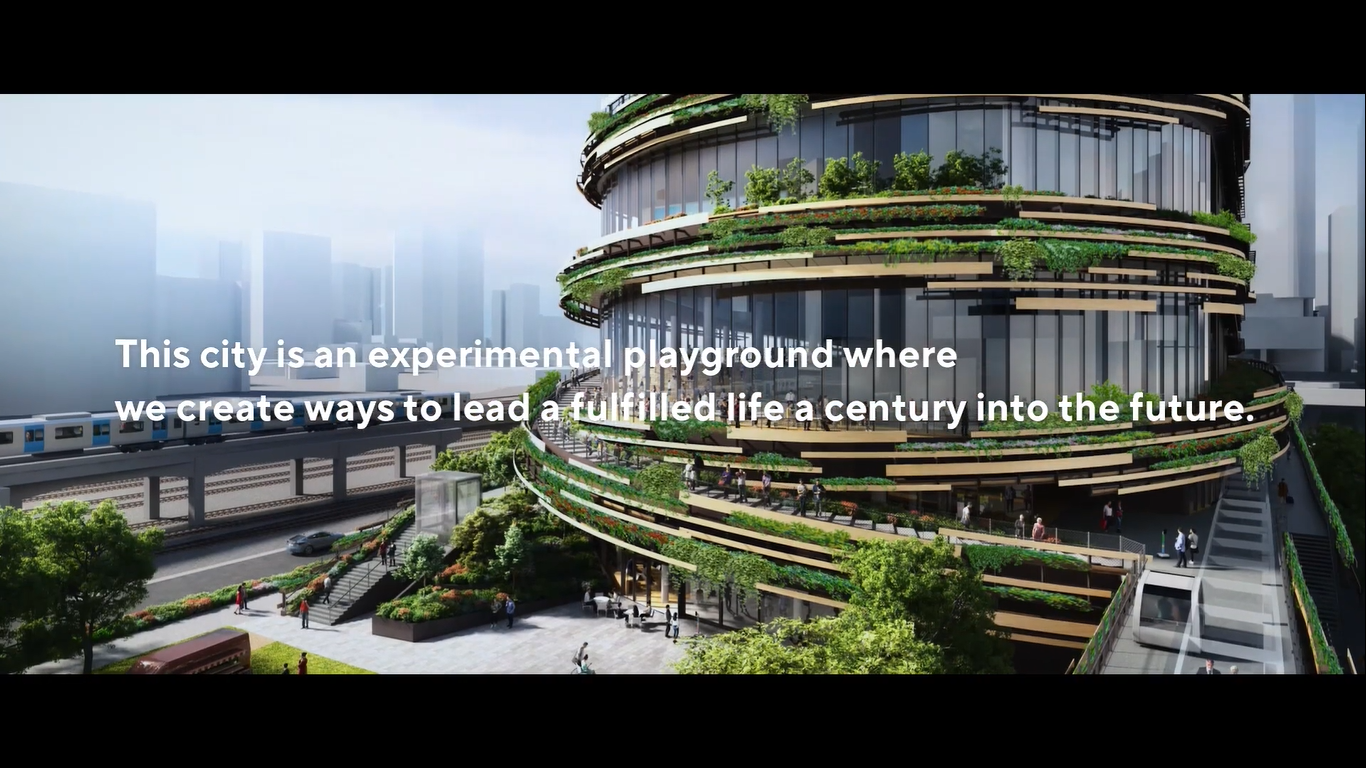 This city is an experimental playground where
we create ways to lead a fulfilled life a century into the future.